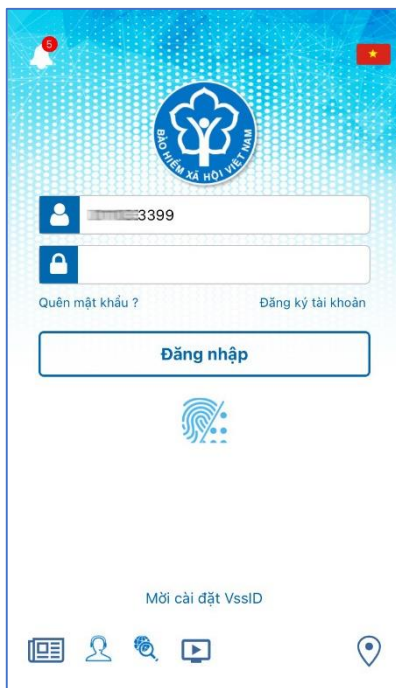 5
BẢO HIỂM XÃ HỘI VIỆT NAM
3399
Quên mật khẩu ?
Đăng ký tài khoản
Đăng nhập
Mời cài đặt VssID